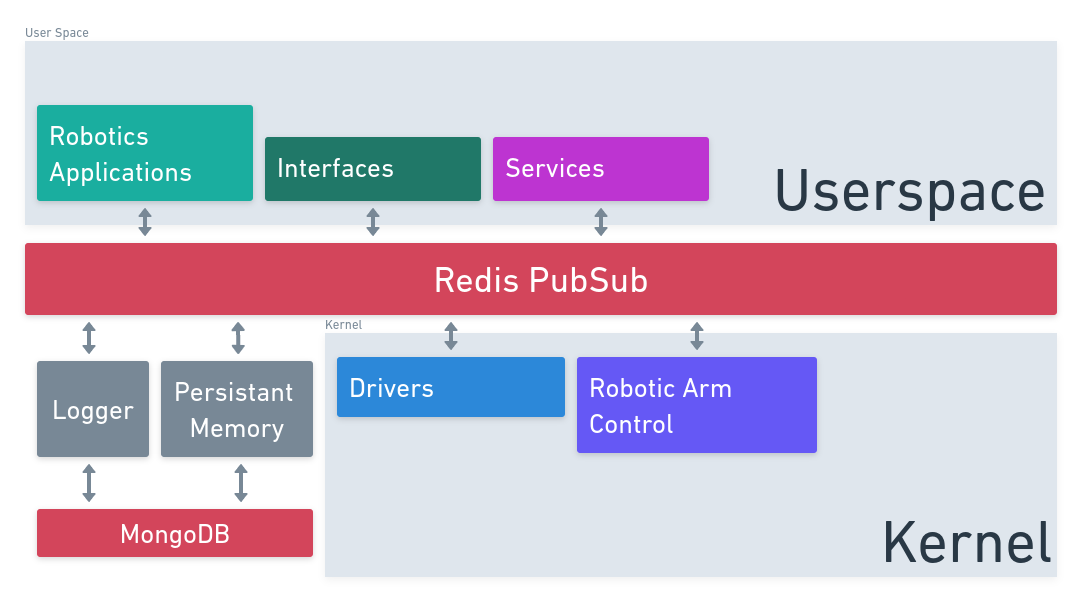 User Space
Robotics
Applications
Interfaces
Services
Userspace
Redis PubSub
Kernel
Logger
Persistant
Memory
Drivers
Robotic Arm
Control
MongoDB
Kernel